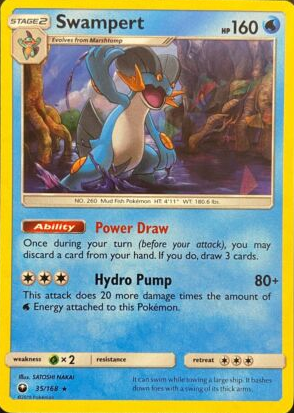 STAGE2 Swampert HP160
Evolves from Marshtomp
NO. 260 Mud Fish Pokémon HT: 4'11" WT: 180.6 lbs.
Ability Power Draw
Once during your turn (before your attack), you may
discard a card from your hand. If you do, draw 3 cards.
Hydro Pump 80+
This attack does 20 more damage times the amount of
Energy attached to this Pokémon.
weakness ×2 resistance retreat
Illus. SATOSHI NAKAI
35/168 ★
©2018 Pokémon
It can swim while towing a large ship. It bashes
down foes with a swing of its thick arms.